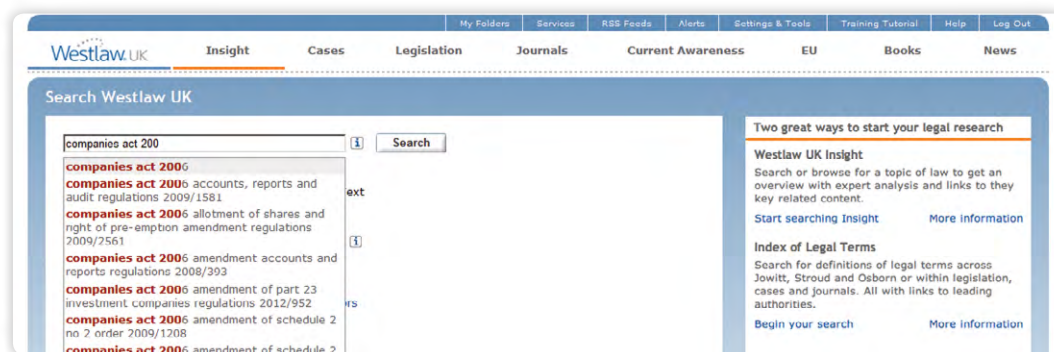 My Folders Services RSS Feeds Alerts Settings & Tools Training Tutorial Help Log Out
Westlaw UK Insight Cases Legislation Journals Current Awareness EU Books News
Search Westlaw UK
companies act 200 i Search
companies act 2006
companies act 2006 accounts, reports and
audit regulations 2009/1581
companies act 2006 allotment of shares and
right of pre-emption amendment regulations
2009/2561
companies act 2006 amendment accounts and
reports regulations 2008/393
companies act 2006 amendment of part 23
investment companies regulations 2012/952
companies act 2006 amendment of schedule 2
no 2 order 2009/1208
companies act 2006 amendment of schedule 2
ext
i
rs
Two great ways to start your legal research
Westlaw UK Insight
Search or browse for a topic of law to get an
overview with expert analysis and links to they
key related content.
Start searching Insight More information
Index of Legal Terms
Search for definitions of legal terms across
Jowitt, Stroud and Osborn or within legislation,
cases and journals. All with links to leading
authorities.
Begin your search More information